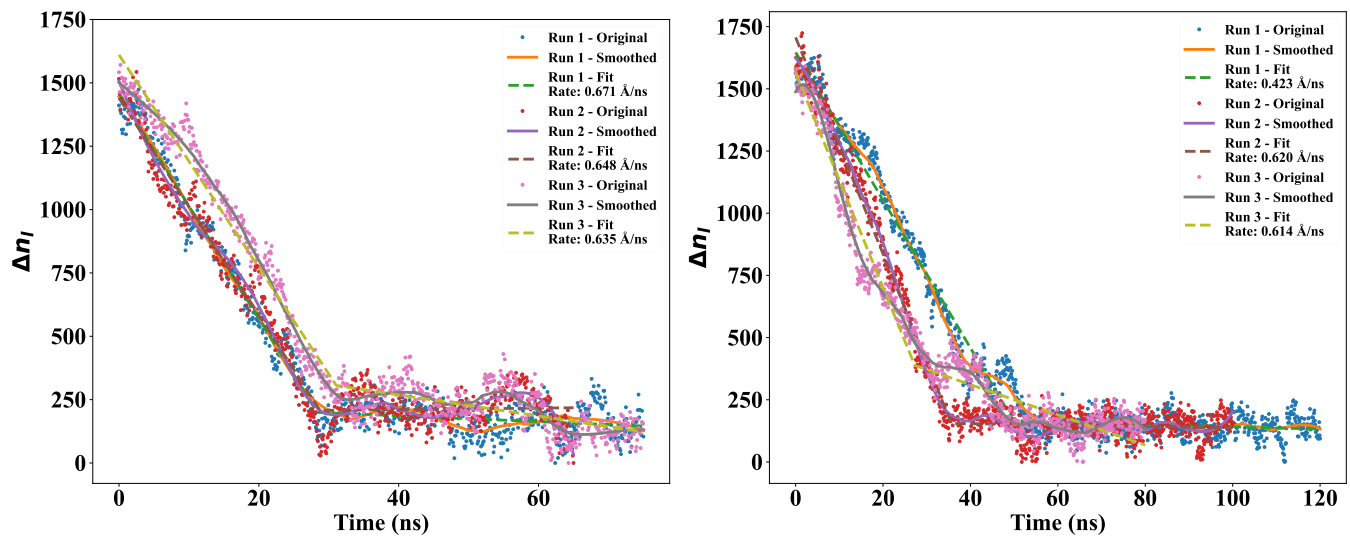 1750
1500
1250
1000
750
500
250
0
Δn_l
0
20
40
60
Time (ns)
Run 1 - Original
Run 1 - Smoothed
Run 1 - Fit
Rate: 0.671 Å/ns
Run 2 - Original
Run 2 - Smoothed
Run 2 - Fit
Rate: 0.648 Å/ns
Run 3 - Original
Run 3 - Smoothed
Run 3 - Fit
Rate: 0.635 Å/ns
1750
1500
1250
1000
750
500
250
0
Δn_l
0
20
40
60
80
100
120
Time (ns)
Run 1 - Original
Run 1 - Smoothed
Run 1 - Fit
Rate: 0.423 Å/ns
Run 2 - Original
Run 2 - Smoothed
Run 2 - Fit
Rate: 0.620 Å/ns
Run 3 - Original
Run 3 - Smoothed
Run 3 - Fit
Rate: 0.614 Å/ns